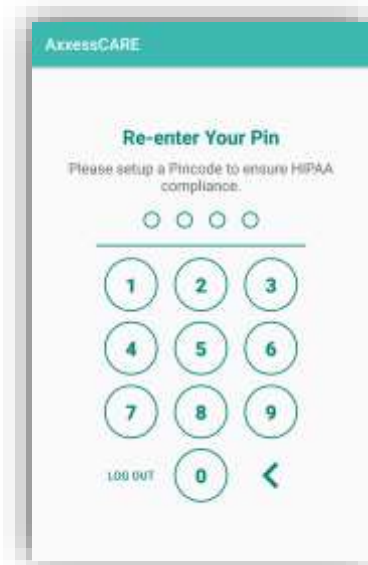 AxxessCARE
Re-enter Your Pin
Please setup a Pincode to ensure HIPAA
compliance.
1 2 3
4 5 6
7 8 9
LOG OUT 0